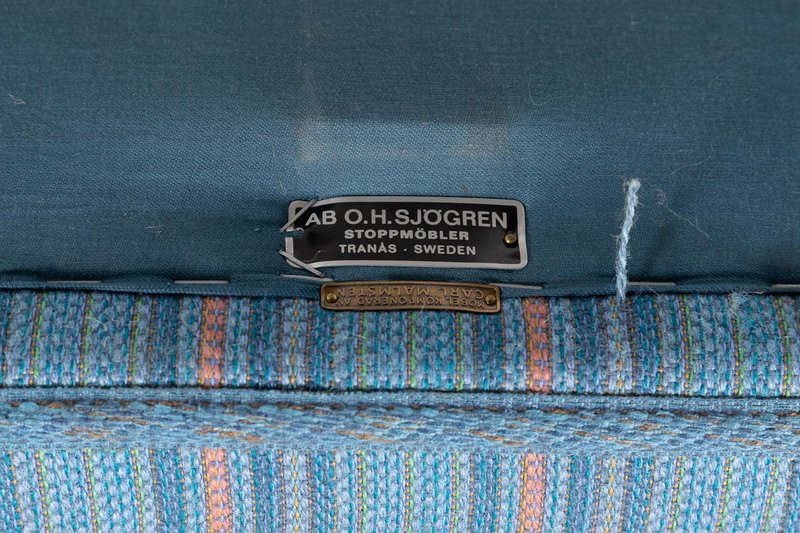 AB O.H. SJÖGREN
STOPPMÖBLER
TRANÅS · SWEDEN
MÖBEL KOMPONERAD AV
CARL MALMSTEN